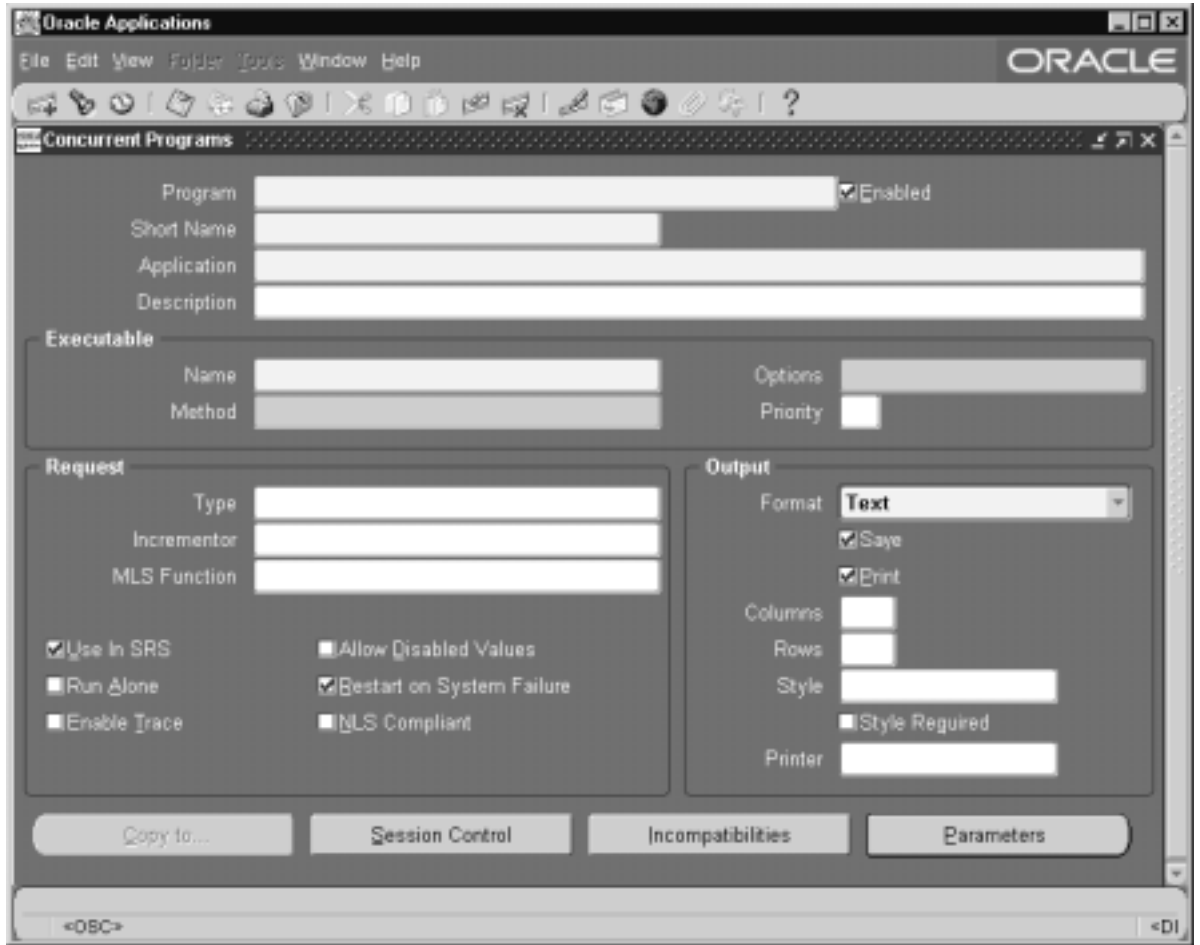 Oracle Applications
File Edit View Folder Tools Window Help
ORACLE
?
Concurrent Programs
Program
Enabled
Short Name
Application
Description
Executable
Name
Options
Method
Priority
Request
Output
Type
Format Text
Incrementor
Save
MLS Function
Print
Columns
Use In SRS
Allow Disabled Values
Rows
Run Alone
Restart on System Failure
Style
Enable Trace
NLS Compliant
Style Required
Printer
Copy to...
Session Control
Incompatibilities
Parameters
<OSC>
<DI